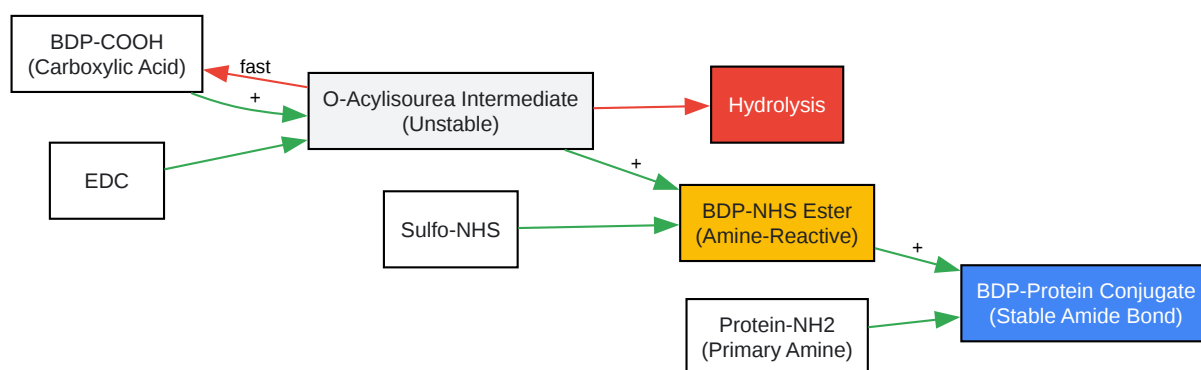 BDP-COOH
(Carboxylic Acid)
fast
+
O-Acylisourea Intermediate
(Unstable)
Hydrolysis
EDC
+
Sulfo-NHS
BDP-NHS Ester
(Amine-Reactive)
+
BDP-Protein Conjugate
(Stable Amide Bond)
Protein-NH2
(Primary Amine)